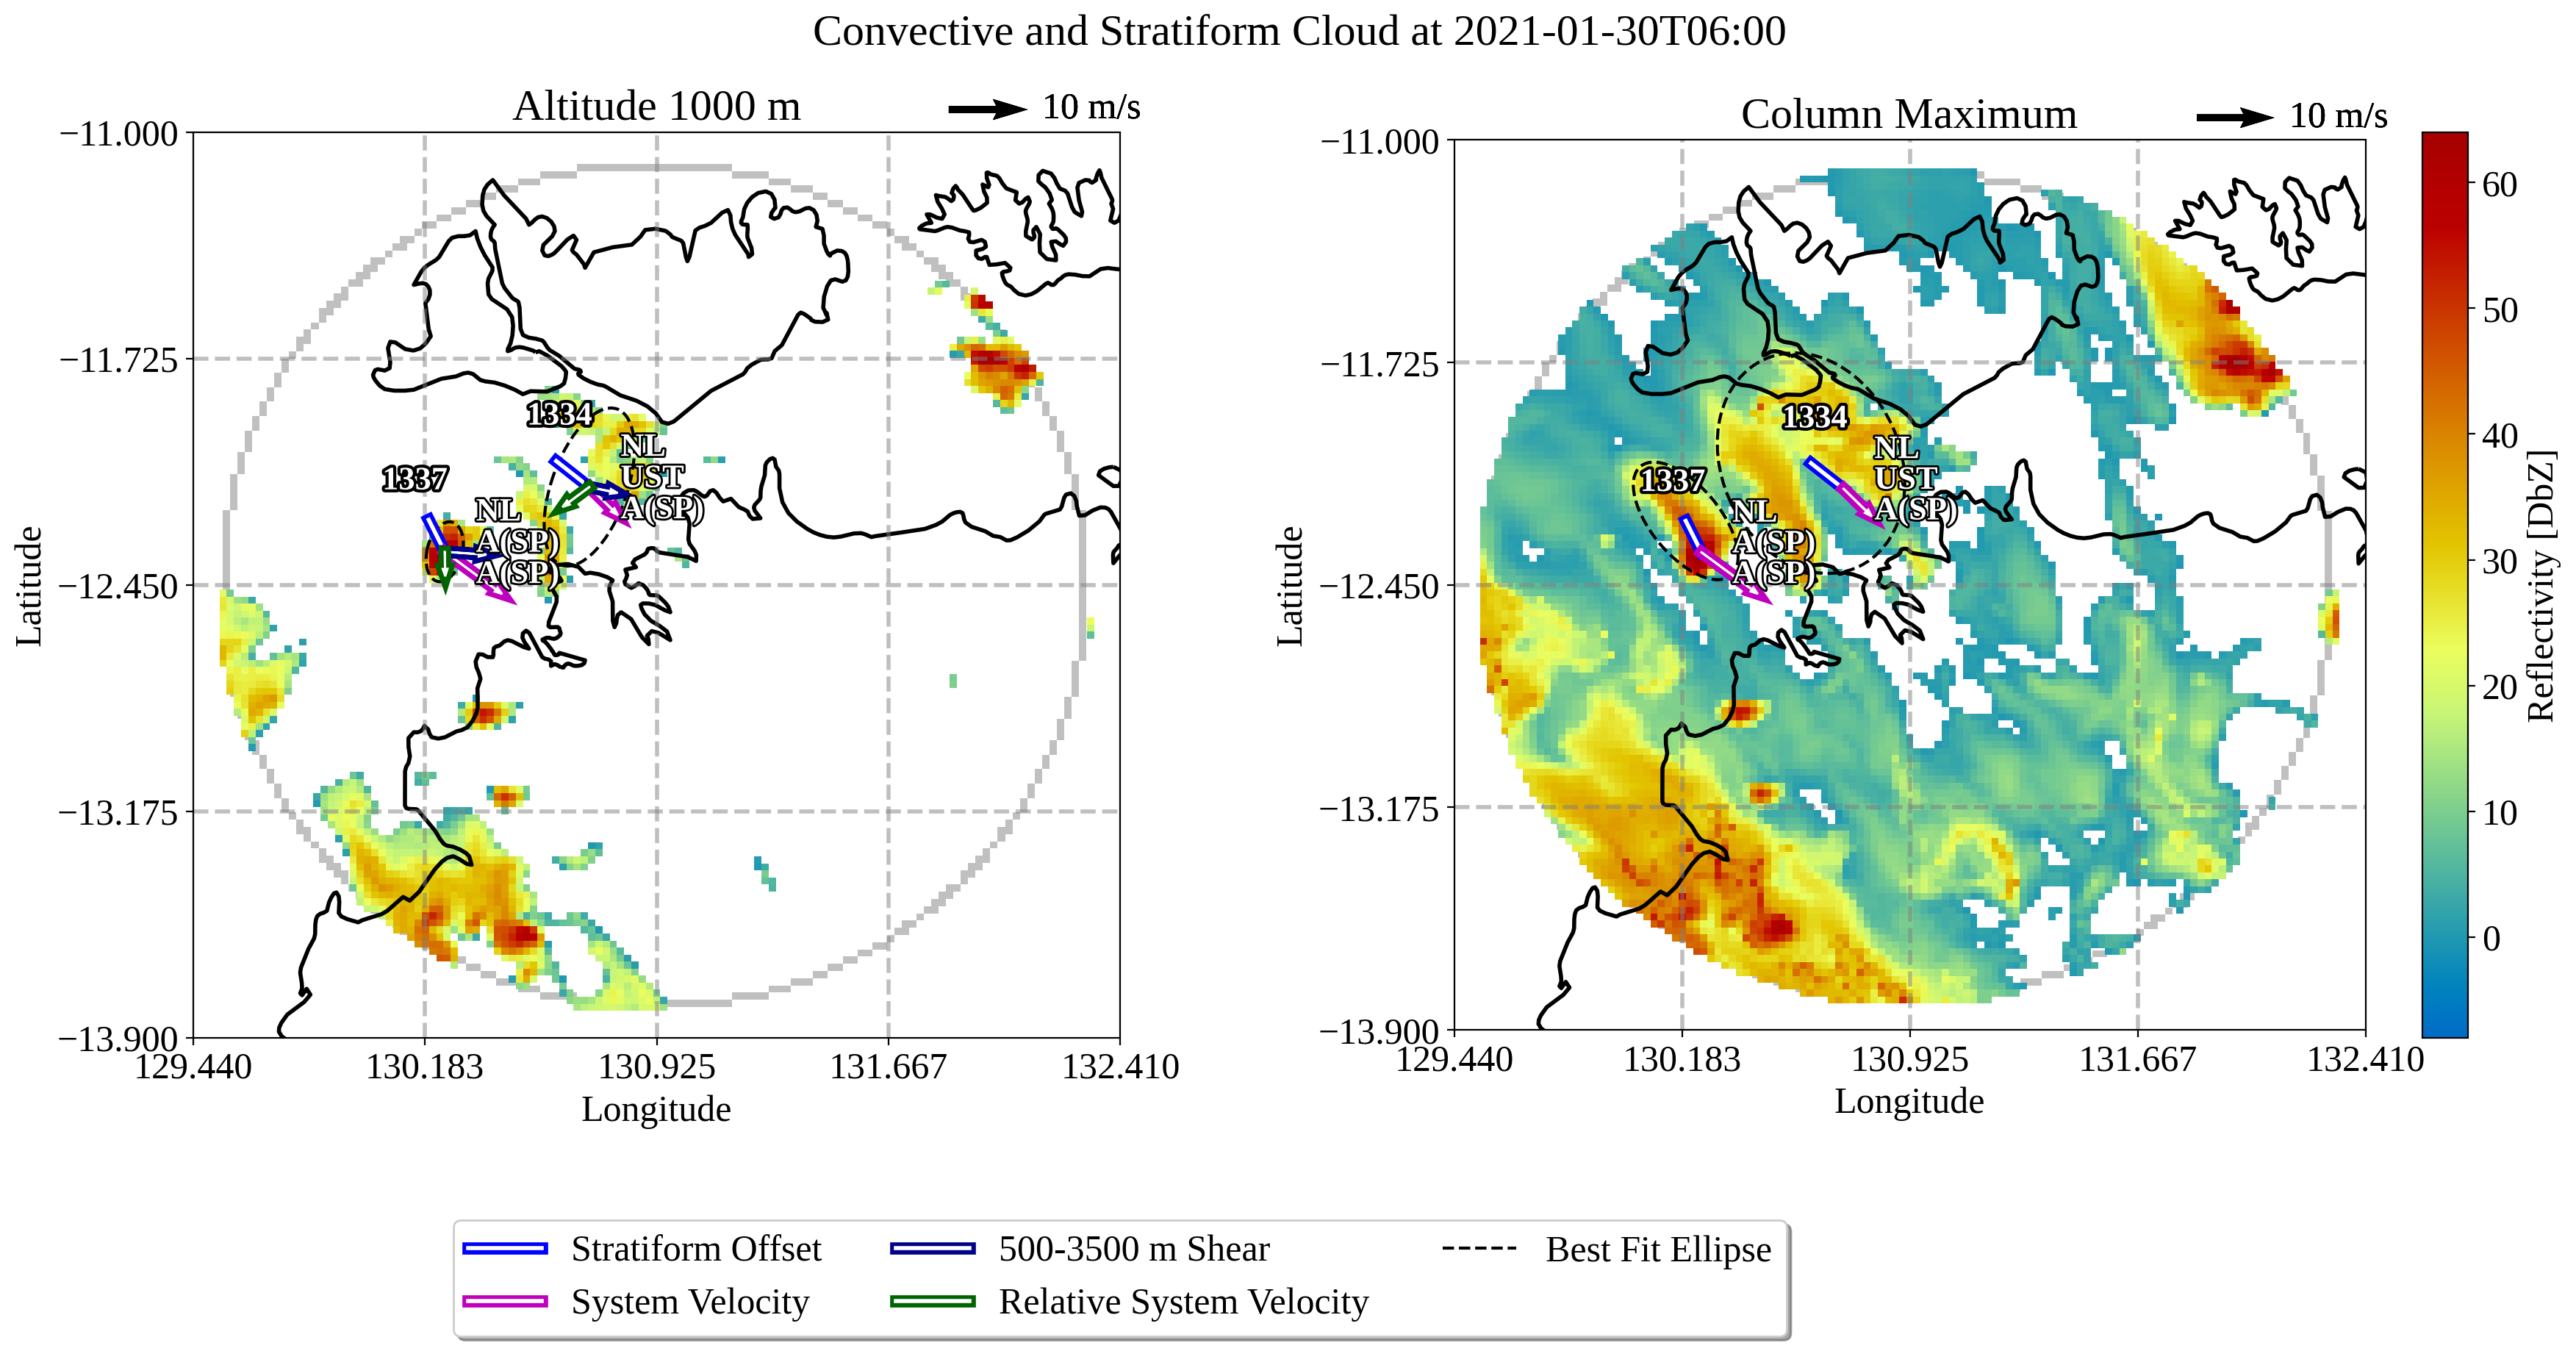 Convective and Stratiform Cloud at 2021-01-30T06:00
Altitude 1000 m
10 m/s
−11.000
−11.725
−12.450
−13.175
−13.900
Latitude
129.440
130.183
130.925
131.667
132.410
Longitude
1334
NL
UST
A(SP)
1337
NL
A(SP)
A(SP)
Column Maximum
10 m/s
−11.000
−11.725
−12.450
−13.175
−13.900
Latitude
129.440
130.183
130.925
131.667
132.410
Longitude
1334
NL
UST
A(SP)
1337
NL
A(SP)
A(SP)
60
50
40
30
20
10
0
Reflectivity [DbZ]
Stratiform Offset
System Velocity
500-3500 m Shear
Relative System Velocity
Best Fit Ellipse